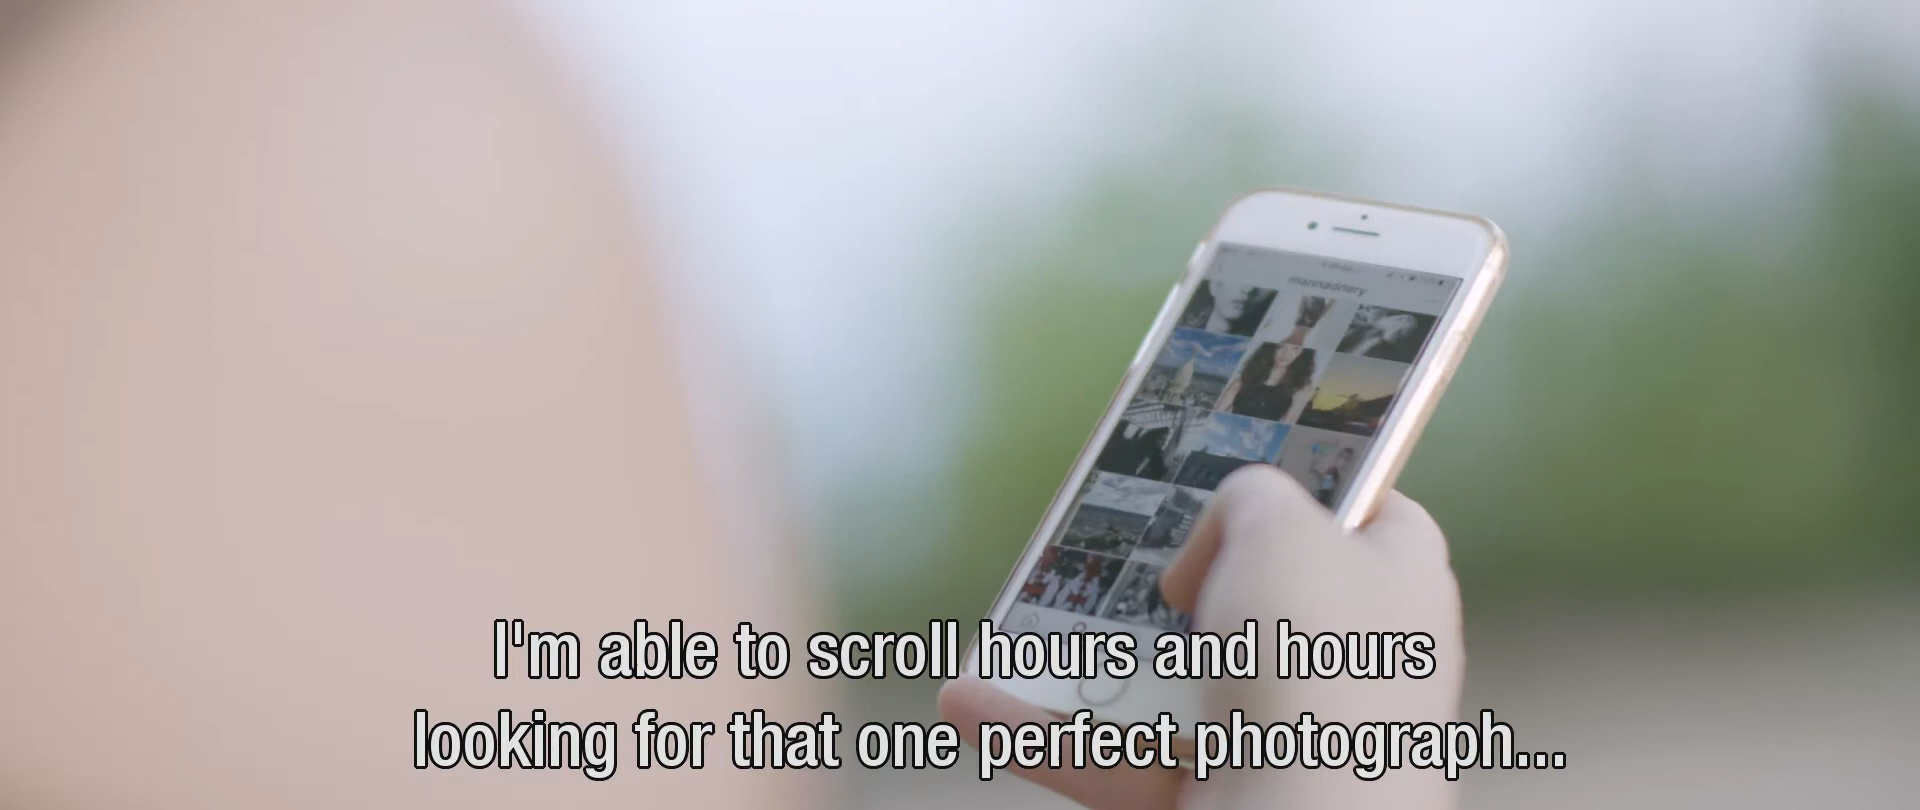 I'm able to scroll hours and hours
looking for that one perfect photograph...